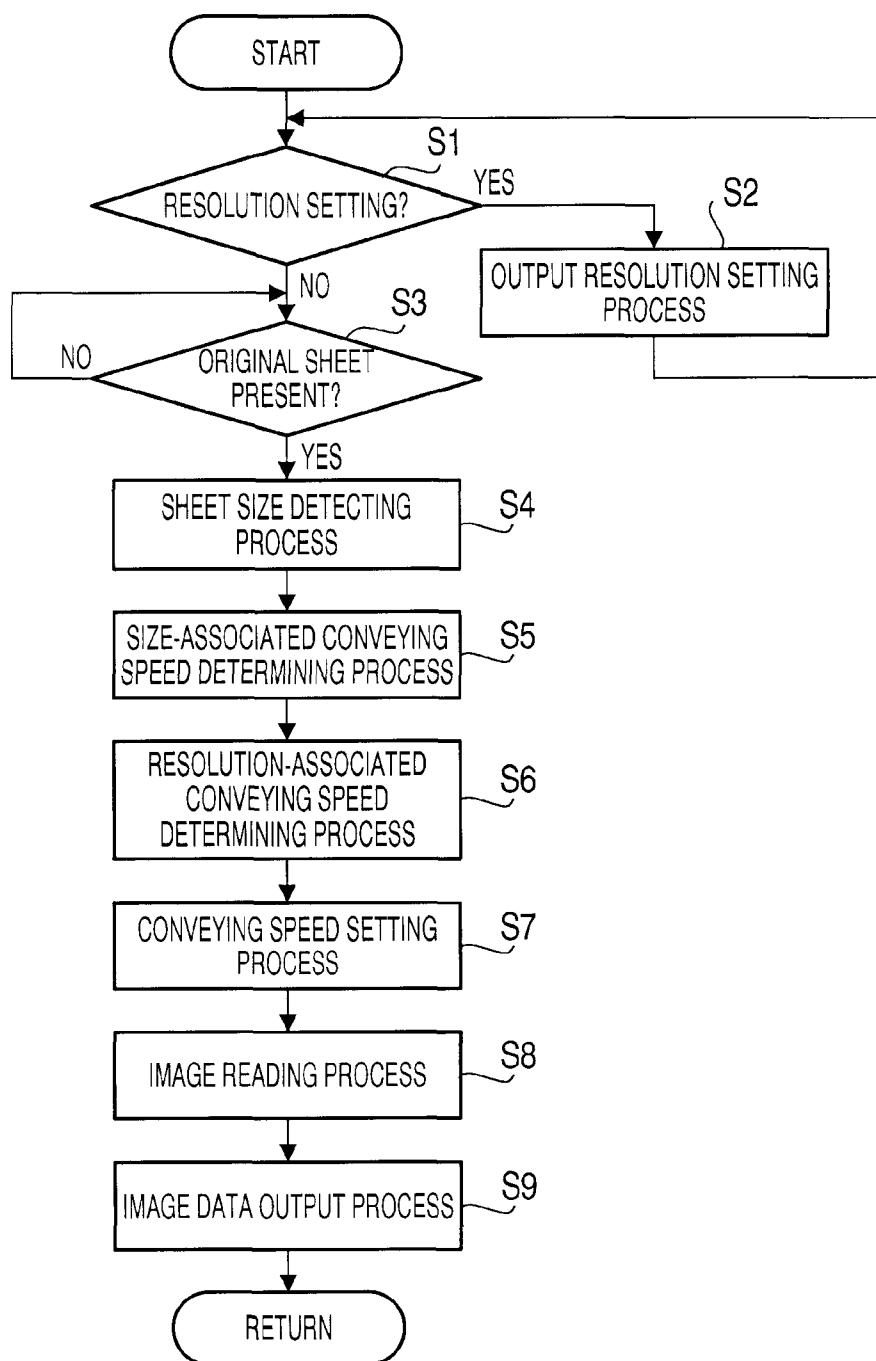 START
S1
RESOLUTION SETTING?
YES
S2
OUTPUT RESOLUTION SETTING
PROCESS
NO
S3
NO
ORIGINAL SHEET
PRESENT?
YES
SHEET SIZE DETECTING
PROCESS
S4
SIZE-ASSOCIATED CONVEYING
SPEED DETERMINING PROCESS
S5
RESOLUTION-ASSOCIATED
CONVEYING SPEED
DETERMINING PROCESS
S6
CONVEYING SPEED SETTING
PROCESS
S7
IMAGE READING PROCESS
S8
IMAGE DATA OUTPUT PROCESS
S9
RETURN